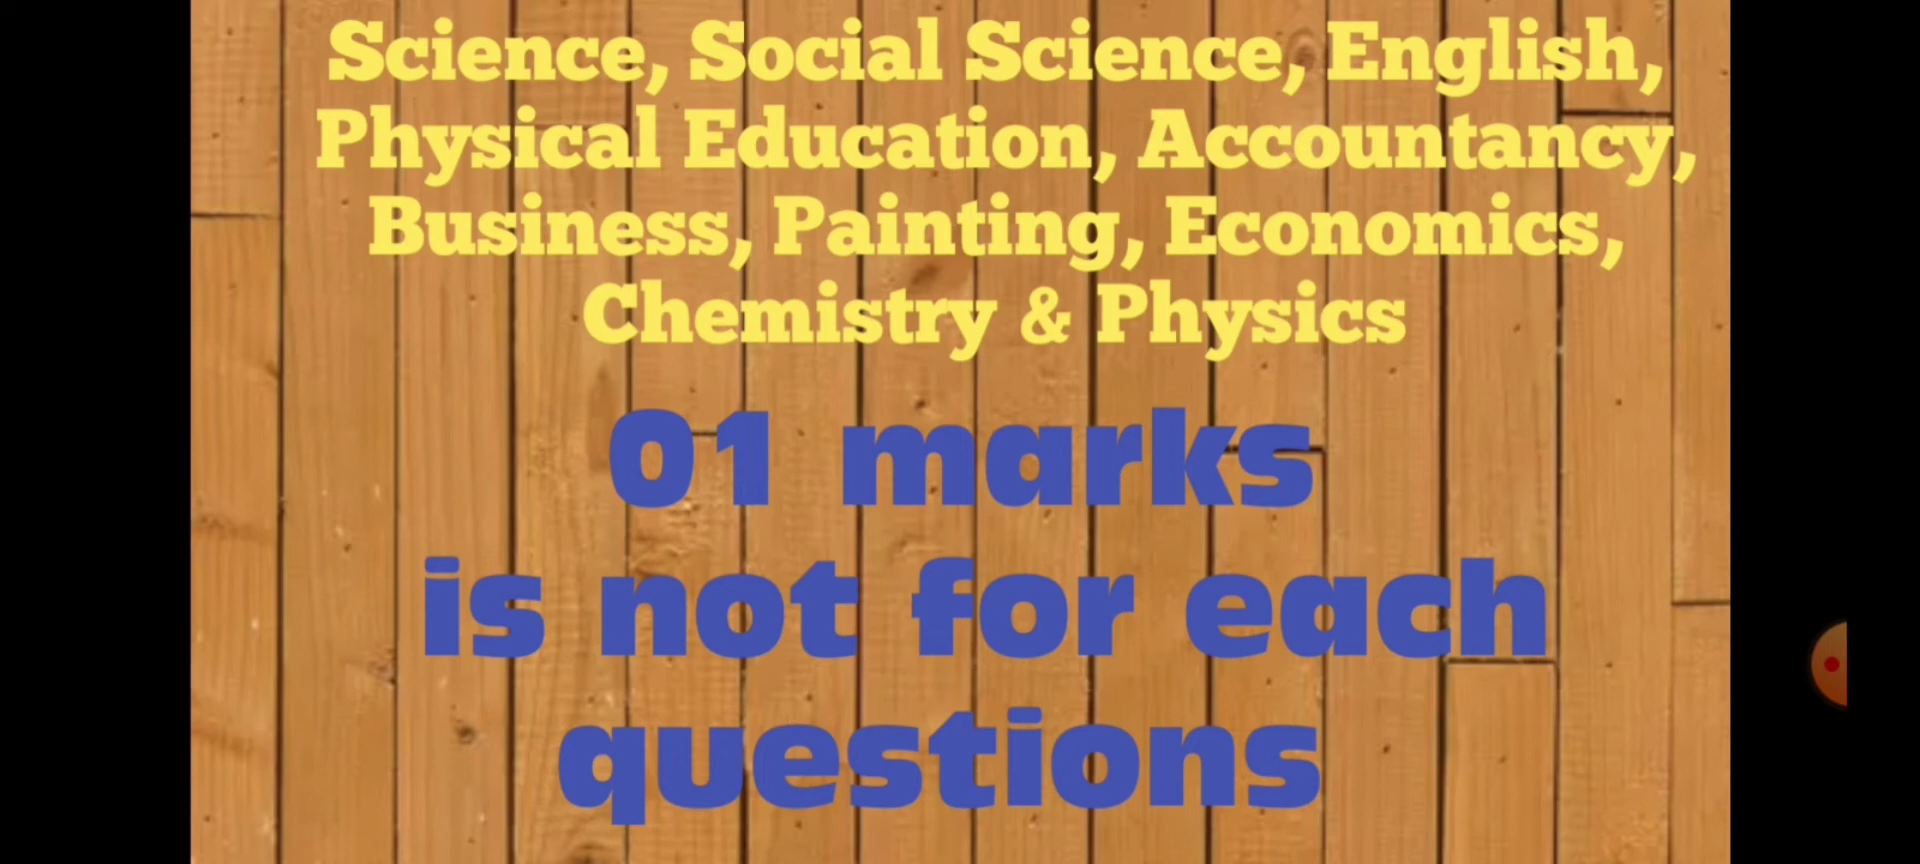 Science, Social Science, English,
Physical Education, Accountancy,
Business, Painting, Economics,
Chemistry & Physics
01 marks
is not for each
questions